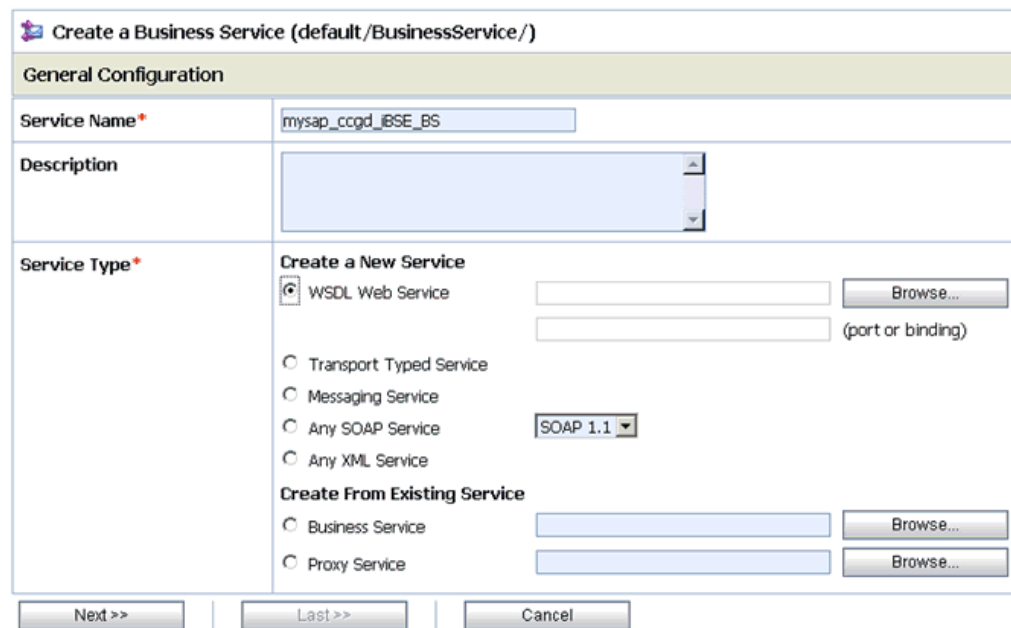 Create a Business Service (default/BusinessService/)
General Configuration
Service Name*
mysap_ccgd_iBSE_BS
Description
Service Type*
Create a New Service
WSDL Web Service
Browse...
(port or binding)
Transport Typed Service
Messaging Service
Any SOAP Service
SOAP 1.1
Any XML Service
Create From Existing Service
Business Service
Browse...
Proxy Service
Browse...
Next >>
Last >>
Cancel